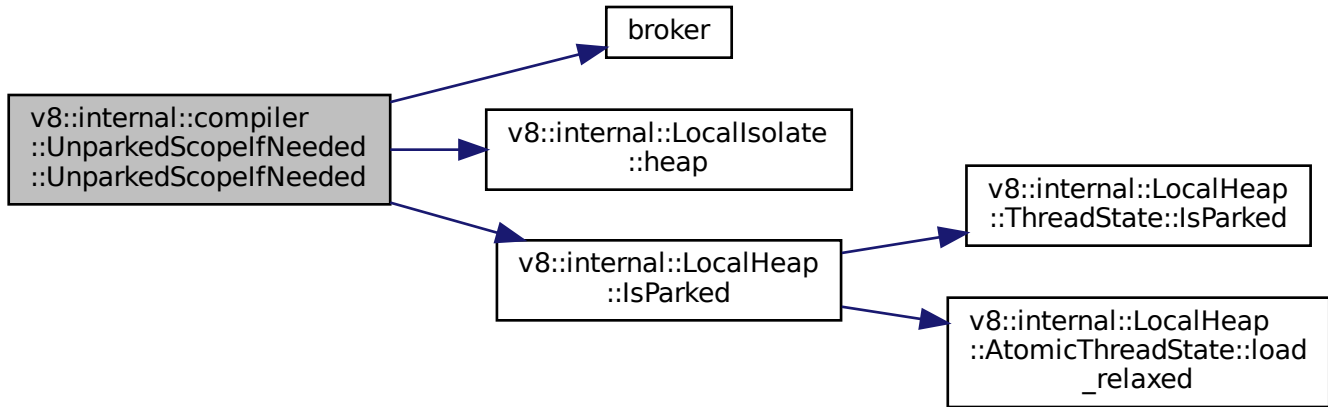 v8::internal::compiler
::UnparkedScopeIfNeeded
::UnparkedScopeIfNeeded
broker
v8::internal::LocalIsolate
::heap
v8::internal::LocalHeap
::IsParked
v8::internal::LocalHeap
::ThreadState::IsParked
v8::internal::LocalHeap
::AtomicThreadState::load
_relaxed